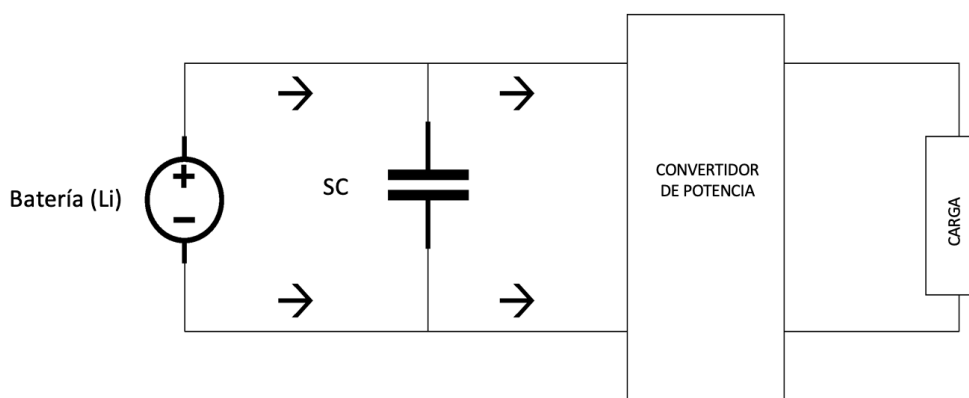 Batería (Li)
SC
CONVERTIDOR
DE POTENCIA
CARGA